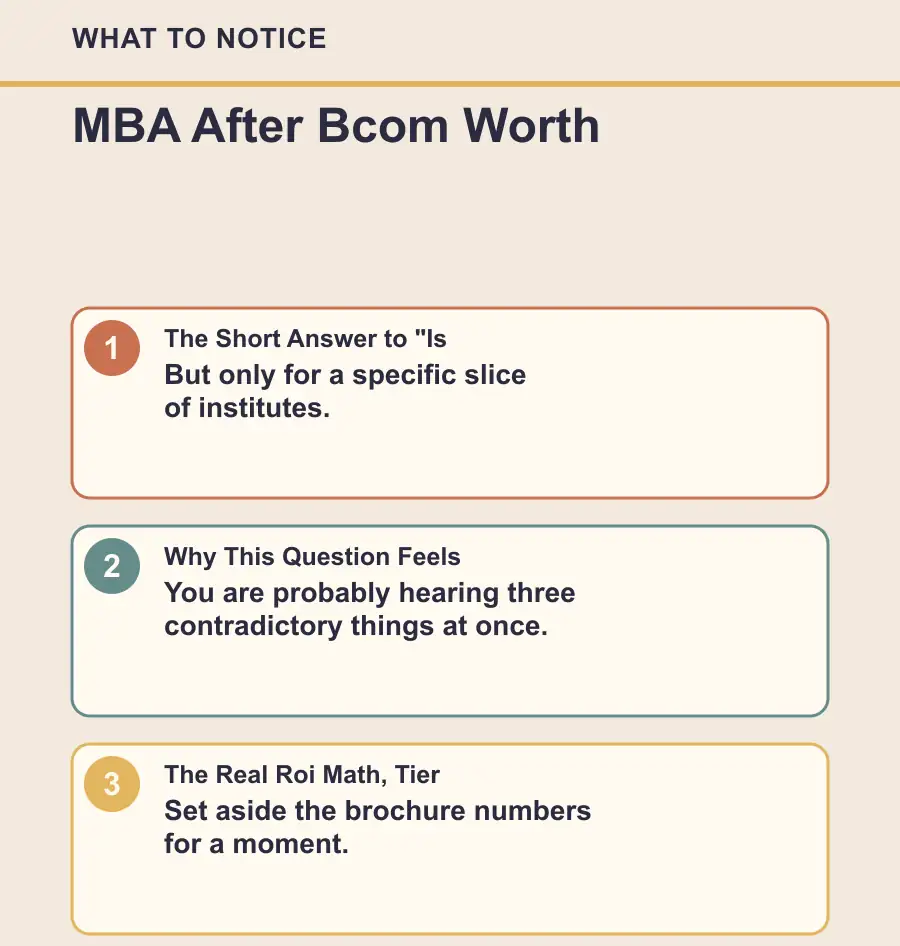 WHAT TO NOTICE
MBA After Bcom Worth
1
The Short Answer to "Is
But only for a specific slice
of institutes.
2
Why This Question Feels
You are probably hearing three
contradictory things at once.
3
The Real Roi Math, Tier
Set aside the brochure numbers
for a moment.